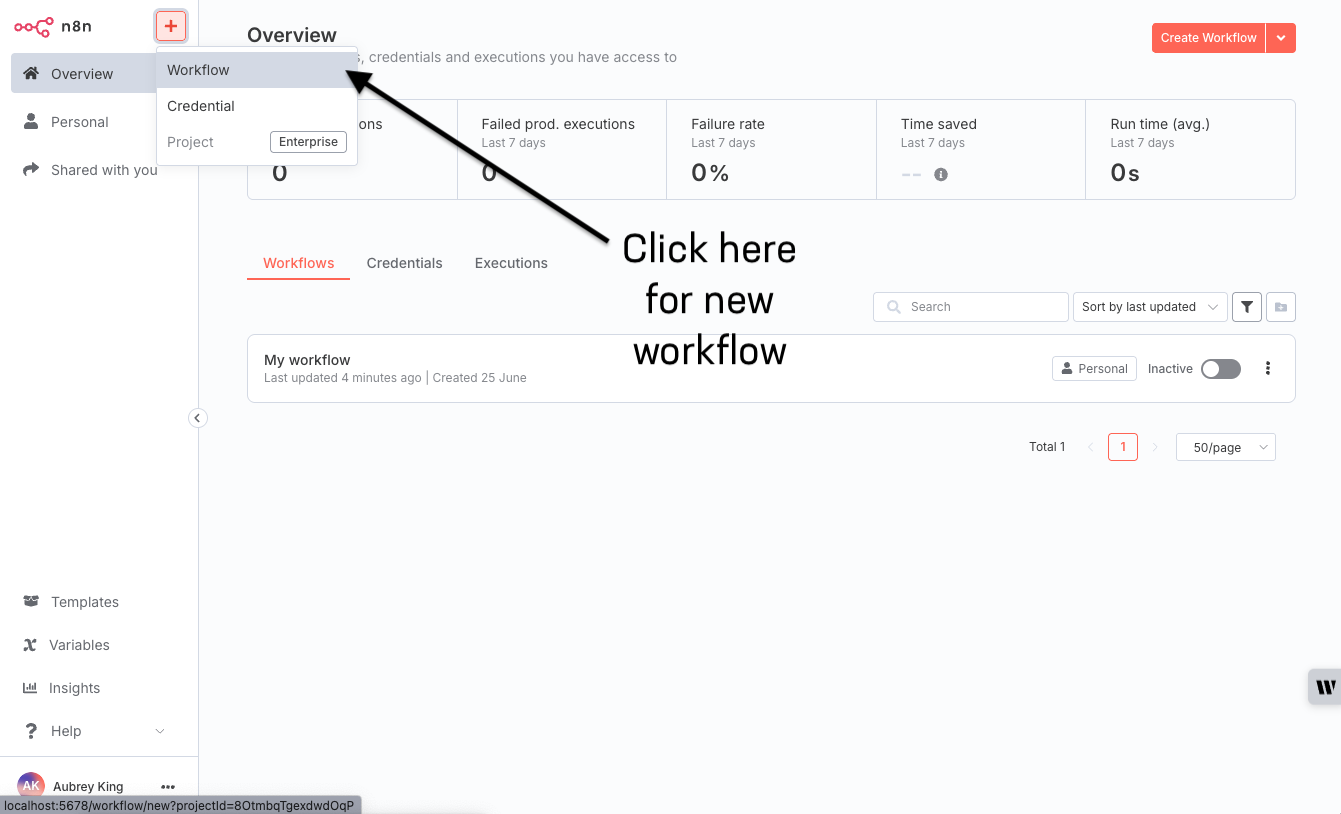 n8n
Overview
Personal
Shared with you
Workflow
Credential
Project Enterprise
Overview
, credentials and executions you have access to
Create Workflow
ons
0
Failed prod. executions
Last 7 days
0
Failure rate
Last 7 days
0%
Time saved
Last 7 days
--
Run time (avg.)
Last 7 days
0s
Click here
for new
workflow
Workflows Credentials Executions
Search
Sort by last updated
My workflow
Last updated 4 minutes ago | Created 25 June
Personal
Inactive
Total 1
1
50/page
Templates
Variables
Insights
Help
AK Aubrey King
localhost:5678/workflow/new?projectId=8OtmbqTgexdwdOqP